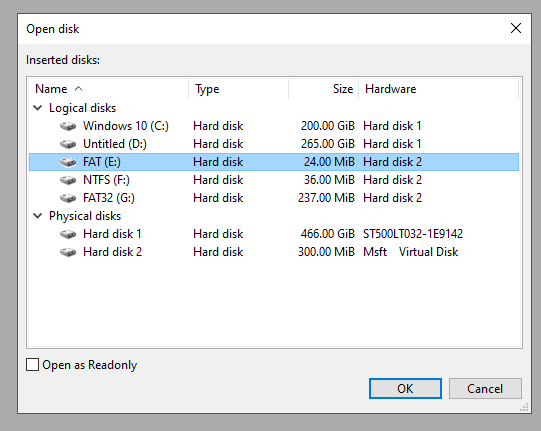 Open disk
Inserted disks:
Name Type Size Hardware
Logical disks
Windows 10 (C:) Hard disk 200.00 GiB Hard disk 1
Untitled (D:) Hard disk 265.00 GiB Hard disk 1
FAT (E:) Hard disk 24.00 MiB Hard disk 2
NTFS (F:) Hard disk 36.00 MiB Hard disk 2
FAT32 (G:) Hard disk 237.00 MiB Hard disk 2
Physical disks
Hard disk 1 Hard disk 466.00 GiB ST500LT032-1E9142
Hard disk 2 Hard disk 300.00 MiB Msft Virtual Disk
Open as Readonly
OK Cancel